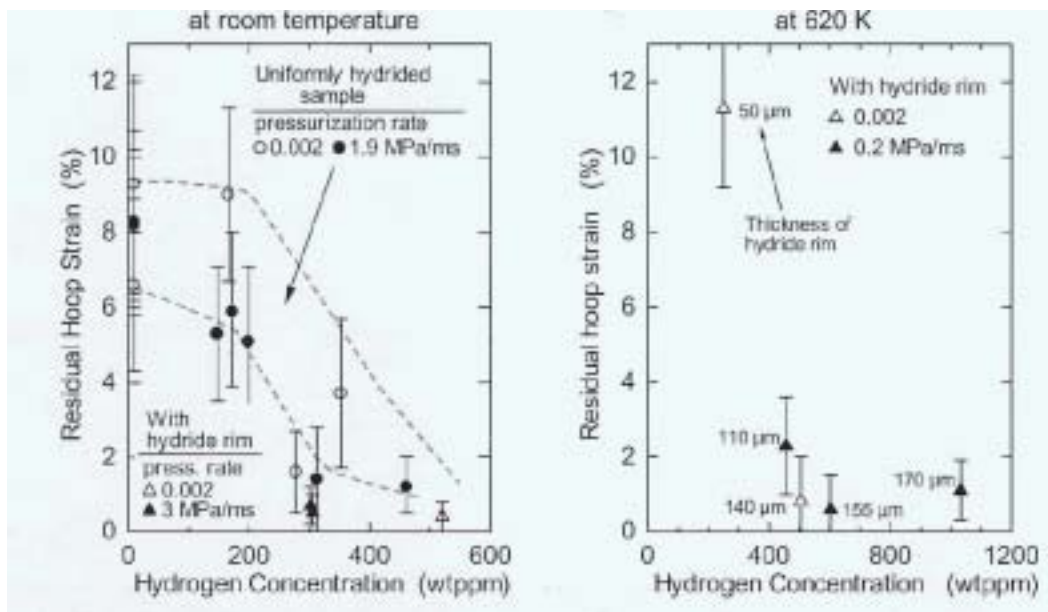 at room temperature
12
10
8
6
4
2
0
Residual Hoop Strain (%)
Uniformly hydrided
sample
pressurization rate
○ 0.002 ● 1.9 MPa/ms
With
hydride rim
press. rate
△ 0.002
▲ 3 MPa/ms
0 200 400 600
Hydrogen Concentration (wtppm)
at 620 K
12
10
8
6
4
2
0
Residual hoop strain (%)
With hydride rim
△ 0.002
▲ 0.2 MPa/ms
50 μm
Thickness of
hydride rim
110 μm
140 μm
155 μm
170 μm
0 400 800 1200
Hydrogen Concentration (wtppm)